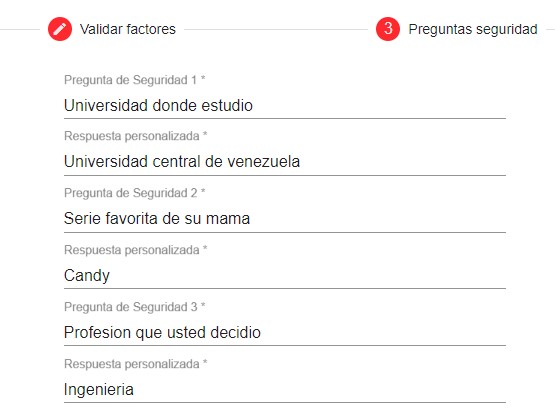 Validar factores
3 Preguntas seguridad
Pregunta de Seguridad 1 *
Universidad donde estudio
Respuesta personalizada *
Universidad central de venezuela
Pregunta de Seguridad 2 *
Serie favorita de su mama
Respuesta personalizada *
Candy
Pregunta de Seguridad 3 *
Profesion que usted decidio
Respuesta personalizada *
Ingenieria